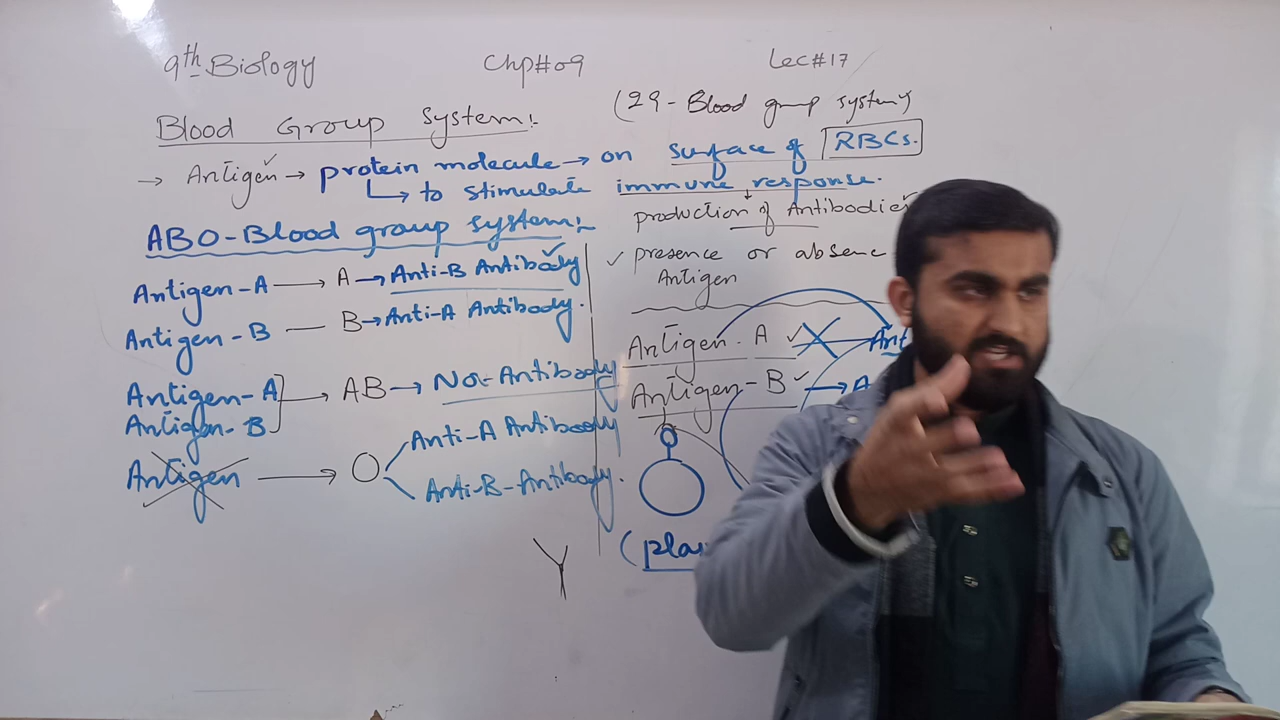 9th Biology Chp#09 Lec#17
Blood Group System:
(29 - Blood group system)
→ Antigen → protein molecule → on surface of RBCs.
↳ to stimulate immune response.
production of Antibodies
✓ presence or absence
Antigen
ABO-Blood group system:
Antigen-A → A → Anti-B Antibody
Antigen-B — B → Anti-A Antibody.
Antigen-A
Antigen-B → AB → No-Antibody
Antigen → O
Anti-A Antibody
Anti-B-Antibody.
Antigen-A ✓ Ant
Antigen-B ✓ → A
(pla